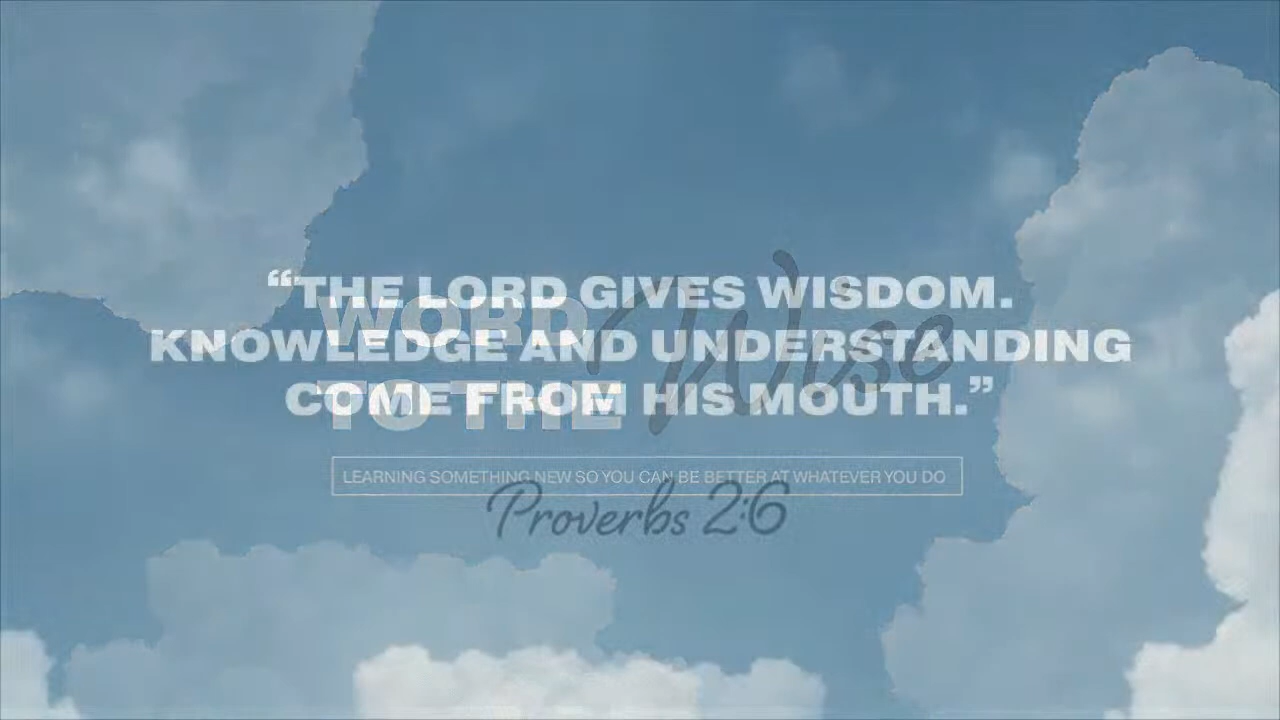 “THE LORD GIVES WISDOM.
KNOWLEDGE AND UNDERSTANDING
COME FROM HIS MOUTH.”
Proverbs 2:6
WORD
TO THE
Wise
LEARNING SOMETHING NEW SO YOU CAN BE BETTER AT WHATEVER YOU DO